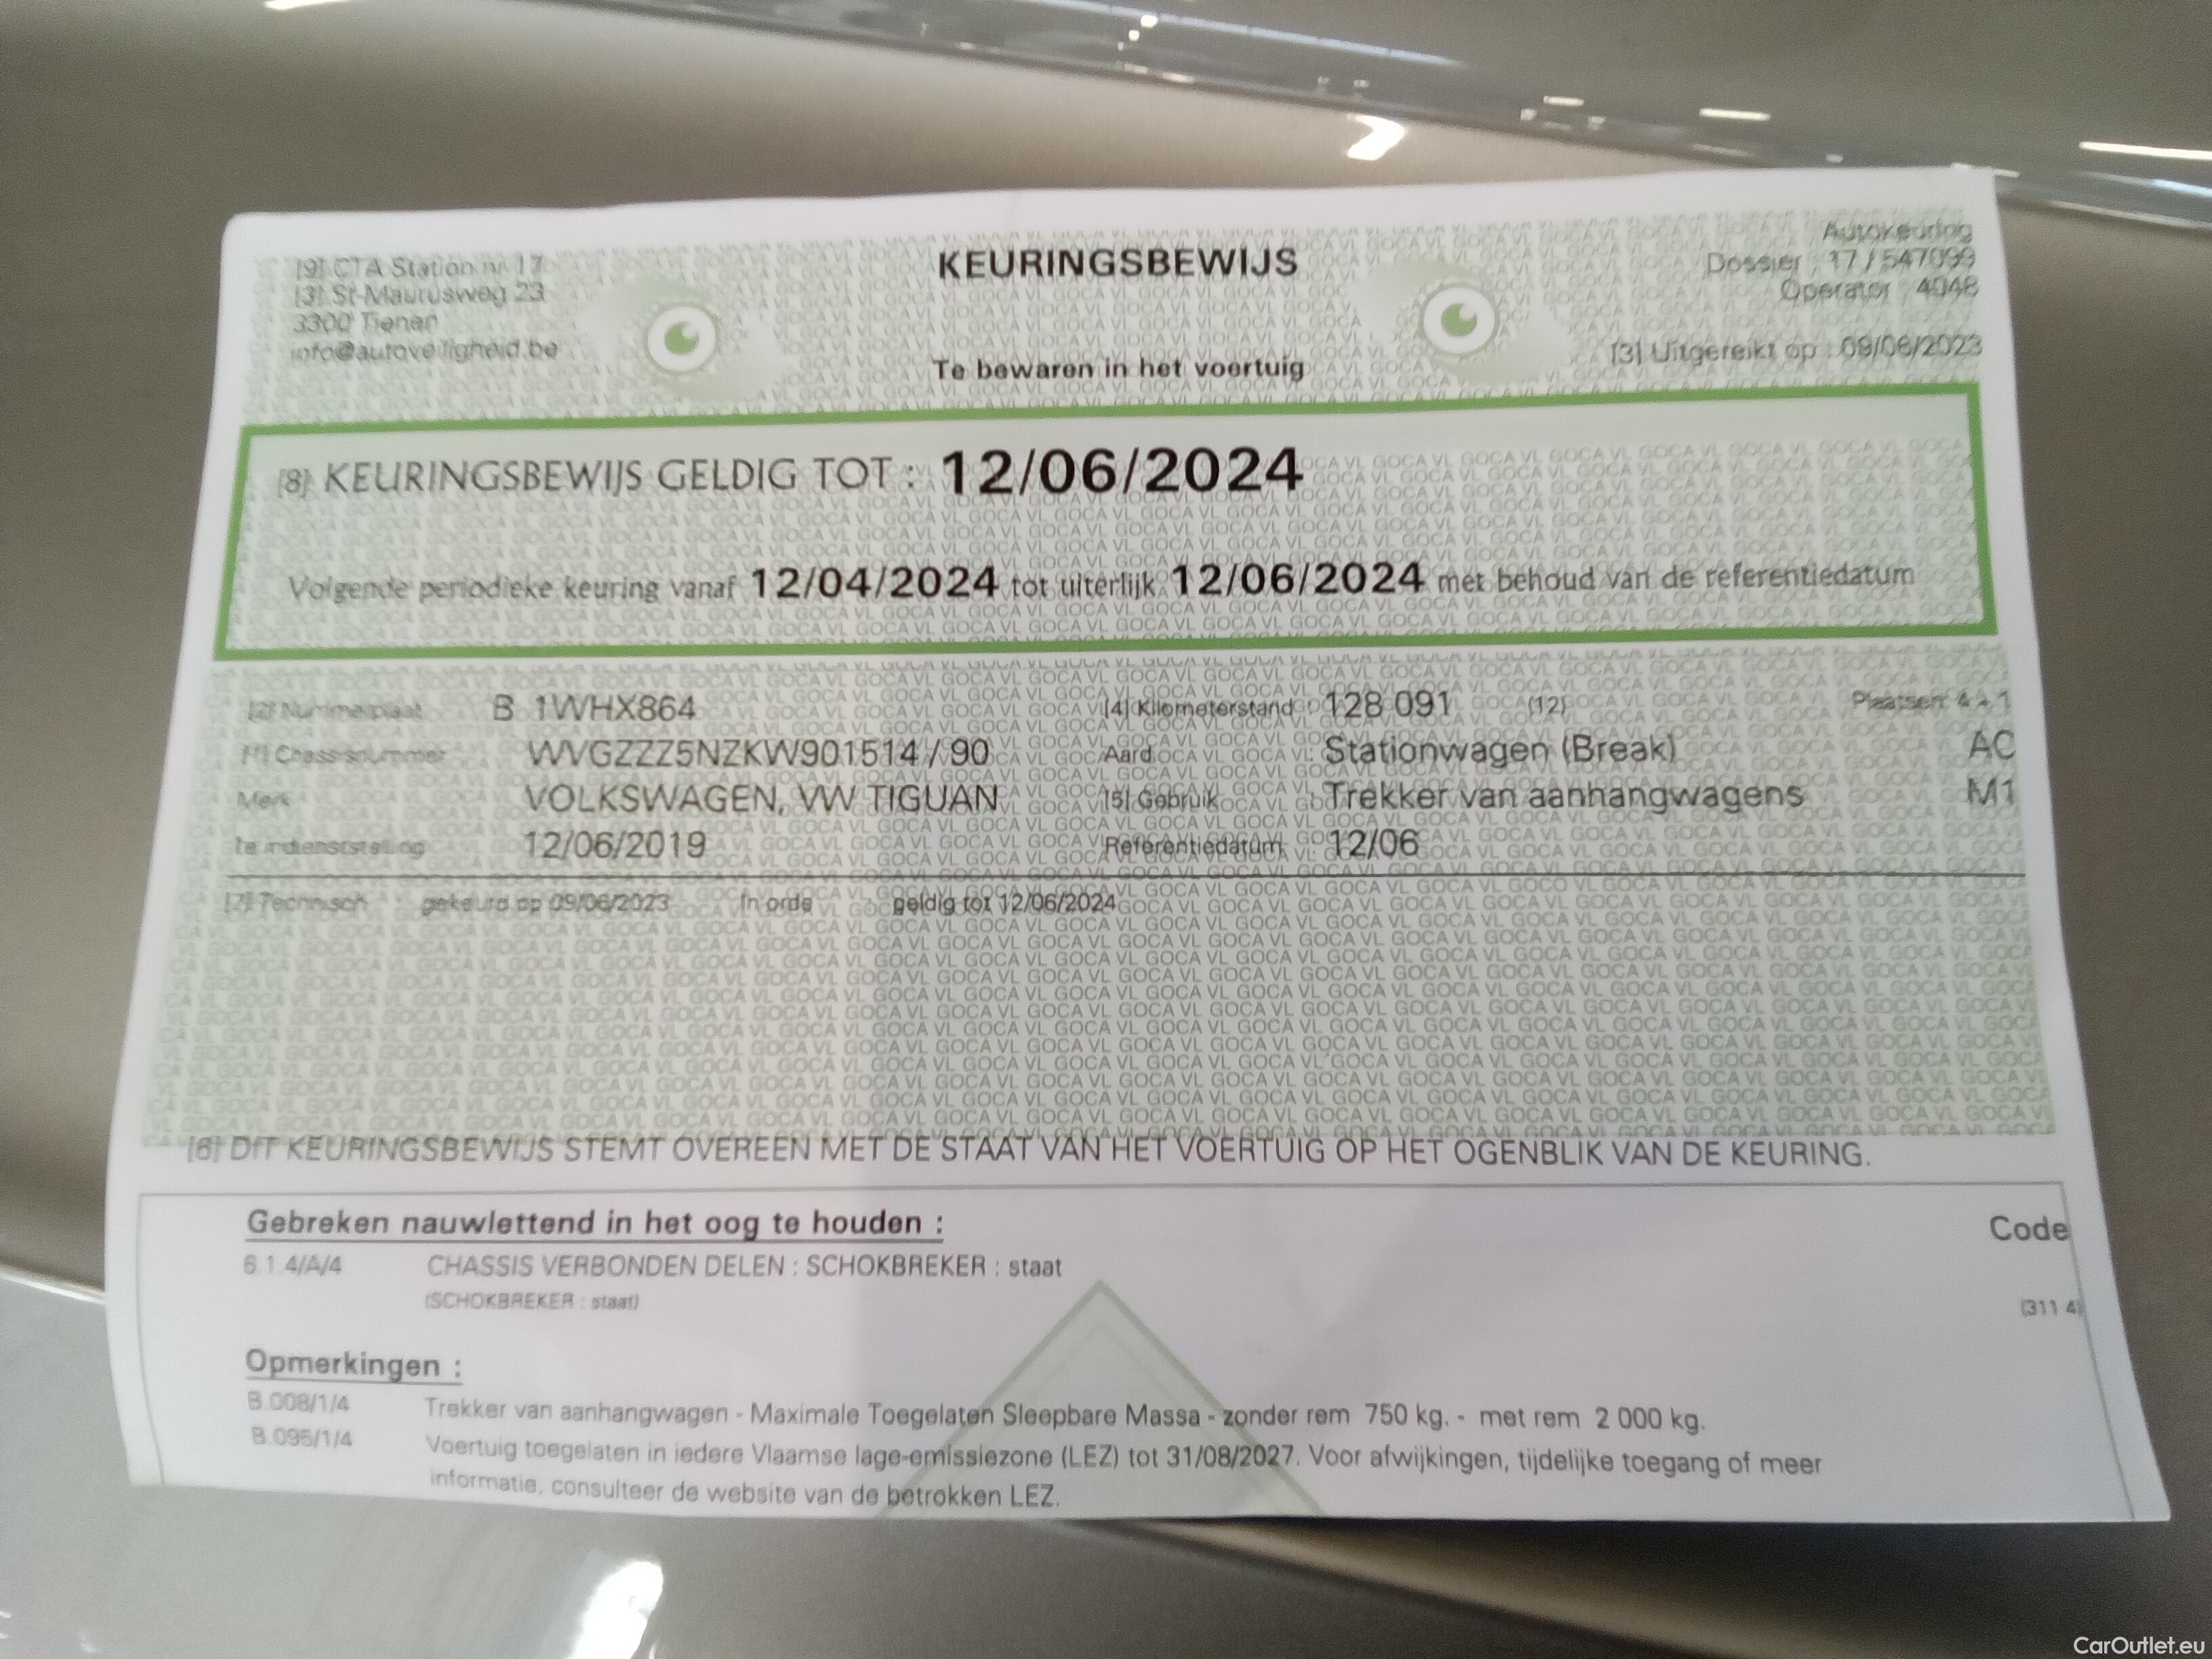 [9] CTA Station nr 17
[3] St-Maurusweg 23
3300 Tienen
info@autoveiligheid.be
KEURINGSBEWIJS
Te bewaren in het voertuig
Autokeuring
Dossier : 17 / 547099
Operator : 4048
[3] Uitgereikt op : 09/06/2023
[8] KEURINGSBEWIJS GELDIG TOT : 12/06/2024
Volgende periodieke keuring vanaf 12/04/2024 tot uiterlijk 12/06/2024 met behoud van de referentiedatum
[2] Nummerplaat B 1WHX864 [4] Kilometerstand : 128 091 (12) Plaatsen: 4 + 1
[1] Chassisnummer WVGZZZ5NZKW901514 / 90 Aard : Stationwagen (Break) AC
Merk VOLKSWAGEN, VW TIGUAN [5] Gebruik : Trekker van aanhangwagens M1
1e indienststelling 12/06/2019 Referentiedatum : 12/06
[7] Technisch : gekeurd op 09/06/2023 In orde geldig tot 12/06/2024
[6] DIT KEURINGSBEWIJS STEMT OVEREEN MET DE STAAT VAN HET VOERTUIG OP HET OGENBLIK VAN DE KEURING.
Gebreken nauwlettend in het oog te houden : Code
6.1.4/A/4 CHASSIS VERBONDEN DELEN : SCHOKBREKER : staat
(SCHOKBREKER : staat) (311 4)
Opmerkingen :
B.008/1/4 Trekker van aanhangwagen - Maximale Toegelaten Sleepbare Massa - zonder rem 750 kg. - met rem 2 000 kg.
B.095/1/4 Voertuig toegelaten in iedere Vlaamse lage-emissiezone (LEZ) tot 31/08/2027. Voor afwijkingen, tijdelijke toegang of meer
informatie, consulteer de website van de betrokken LEZ.
CarOutlet.eu